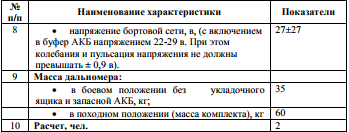 №
п/п
Наименование характеристики
Показатели
8
• напряжение бортовой сети, в, (с включением
в буфер АКБ напряжением 22-29 в. При этом
колебания и пульсация напряжения не должны
превышать ± 0,9 в).
27±27
9
Масса дальномера:
• в боевом положении без укладочного
ящика и запасной АКБ, кг;
35
• в походном положении (масса комплекта), кг
60
10
Расчет, чел.
2